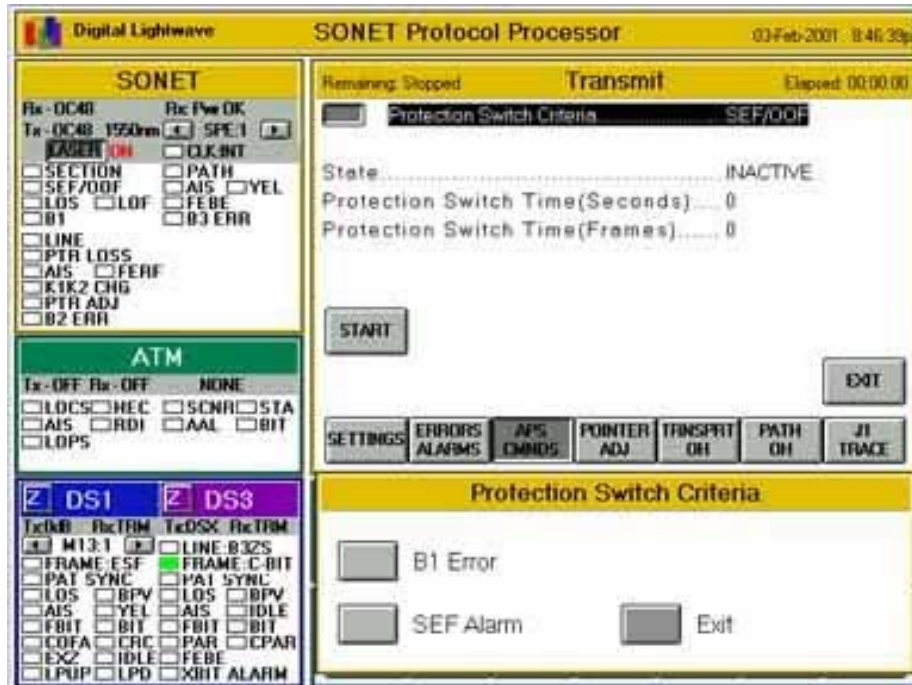 Digital Lightwave
SONET Protocol Processor
03-Feb-2001 8:46:39p
SONET
Rx - OC48 Rx Pwr OK
Tx - OC48 1550nm SPE:1
LASER ON CLK:INT
SECTION PATH
SEF/OOF AIS YEL
LOS LOF FEBE
B1 B3 ERR
LINE
PTR LOSS
AIS FERF
K1K2 CHG
PTR ADJ
B2 ERR
ATM
Tx - OFF Rx - OFF NONE
LOCS HEC SCNR STA
AIS RDI AAL BIT
LOPS
Z DS1 Z DS3
Tx0dB RxTRM TxDSX RxTRM
M13:1 LINE:B3ZS
FRAME:ESF FRAME:C-BIT
PAT SYNC PAT SYNC
LOS BPV LOS BPV
AIS YEL AIS IDLE
FBIT BIT FBIT BIT
COFA CRC PAR CPAR
EXZ IDLE FEBE
LPUP LPD XBIT ALARM
Remaining: Stopped Transmit Elapsed: 00:00:00
Protection Switch Criteria SEF/OOF
State INACTIVE
Protection Switch Time(Seconds) 0
Protection Switch Time(Frames) 0
START
EXIT
SETTINGS
ERRORS ALARMS
APS CMNDS
POINTER ADJ
TRNSPRT OH
PATH OH
J1 TRACE
Protection Switch Criteria
B1 Error
SEF Alarm Exit